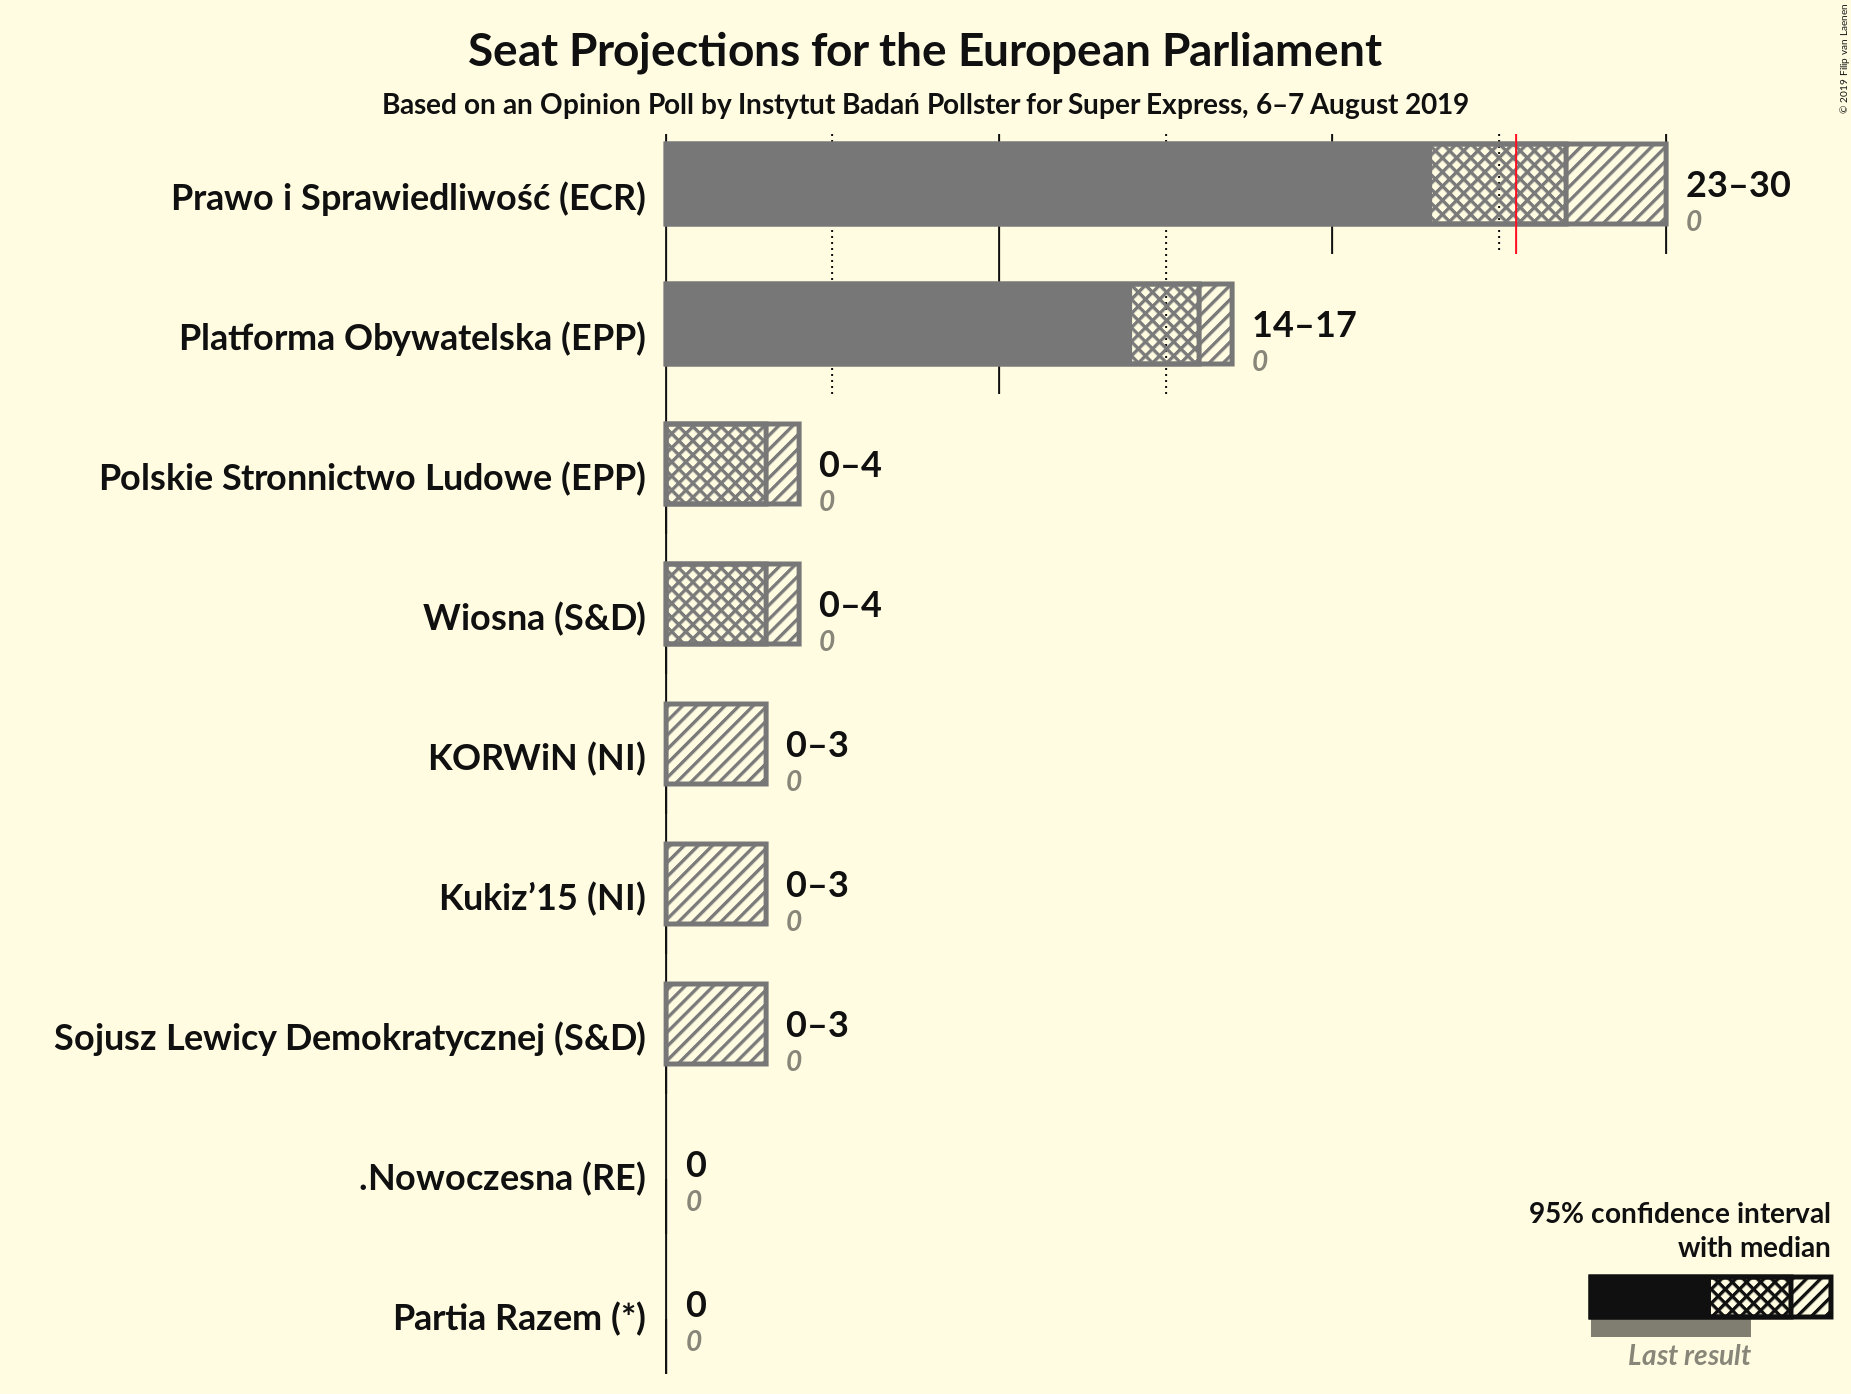 Seat Projections for the European Parliament
Based on an Opinion Poll by Instytut Badań Pollster for Super Express, 6–7 August 2019
© 2019 Filip van Laenen
Prawo i Sprawiedliwość (ECR)
23–30
0
Platforma Obywatelska (EPP)
14–17
0
Polskie Stronnictwo Ludowe (EPP)
0–4
0
Wiosna (S&D)
0–4
0
KORWiN (NI)
0–3
0
Kukiz’15 (NI)
0–3
0
Sojusz Lewicy Demokratycznej (S&D)
0–3
0
.Nowoczesna (RE)
0
0
Partia Razem (*)
0
0
95% confidence interval
with median
Last result